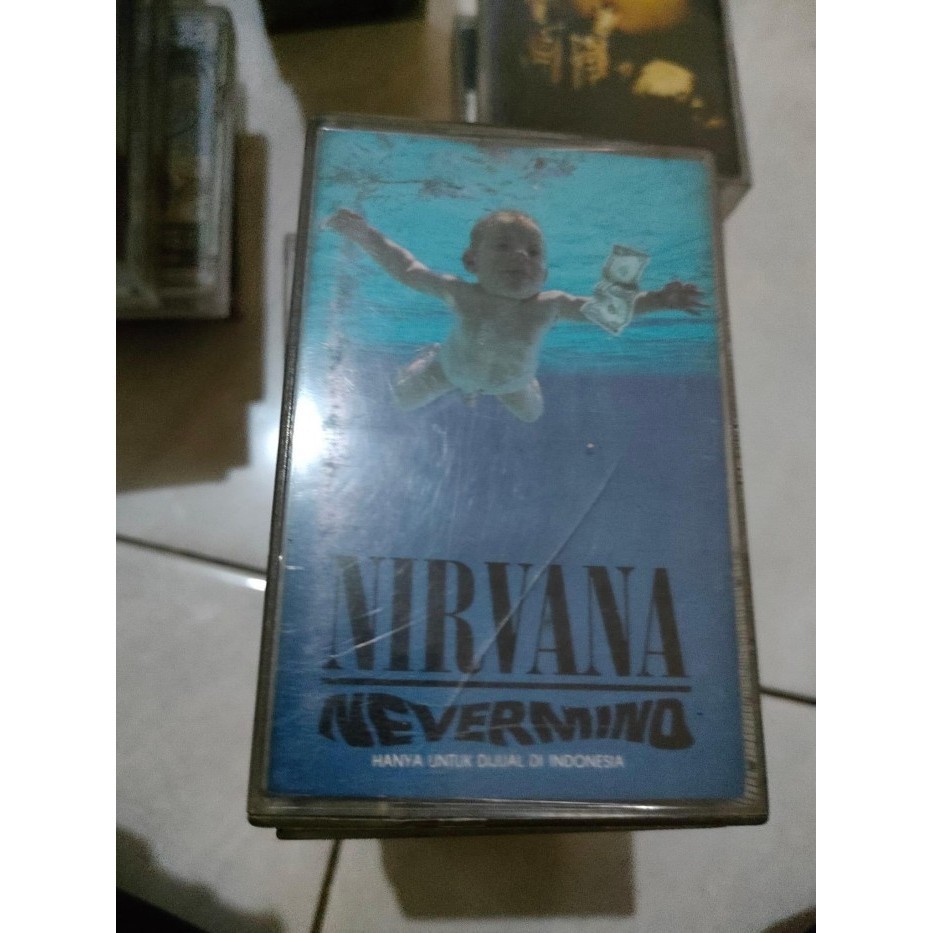 NIRVANA
NEVERMIND
HANYA UNTUK DIJUAL DI INDONESIA